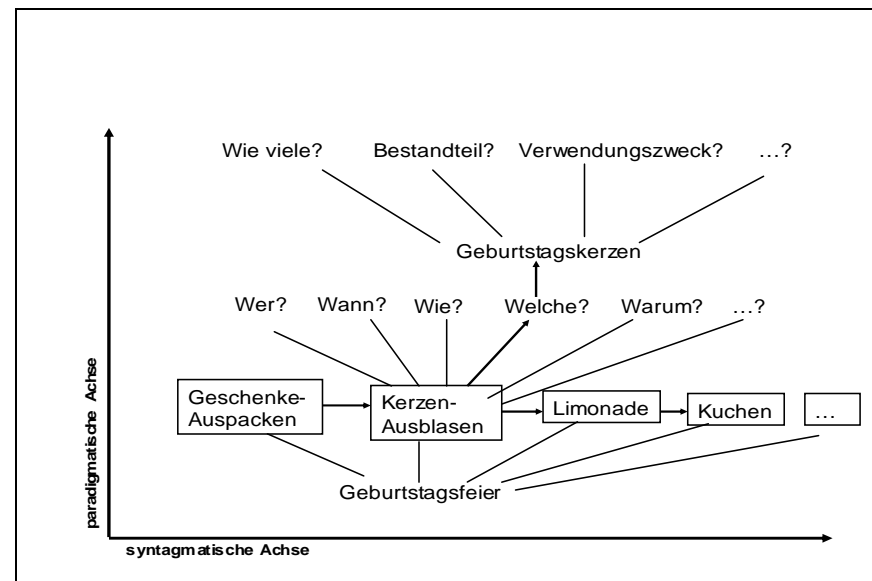 Wie viele? Bestandteil? Verwendungszweck? …?
Geburtstagskerzen
Wer? Wann? Wie? Welche? Warum? …?
Geschenke-
Auspacken
Kerzen-
Ausblasen
Limonade
Kuchen
…
Geburtstagsfeier
paradigmatische Achse
syntagmatische Achse